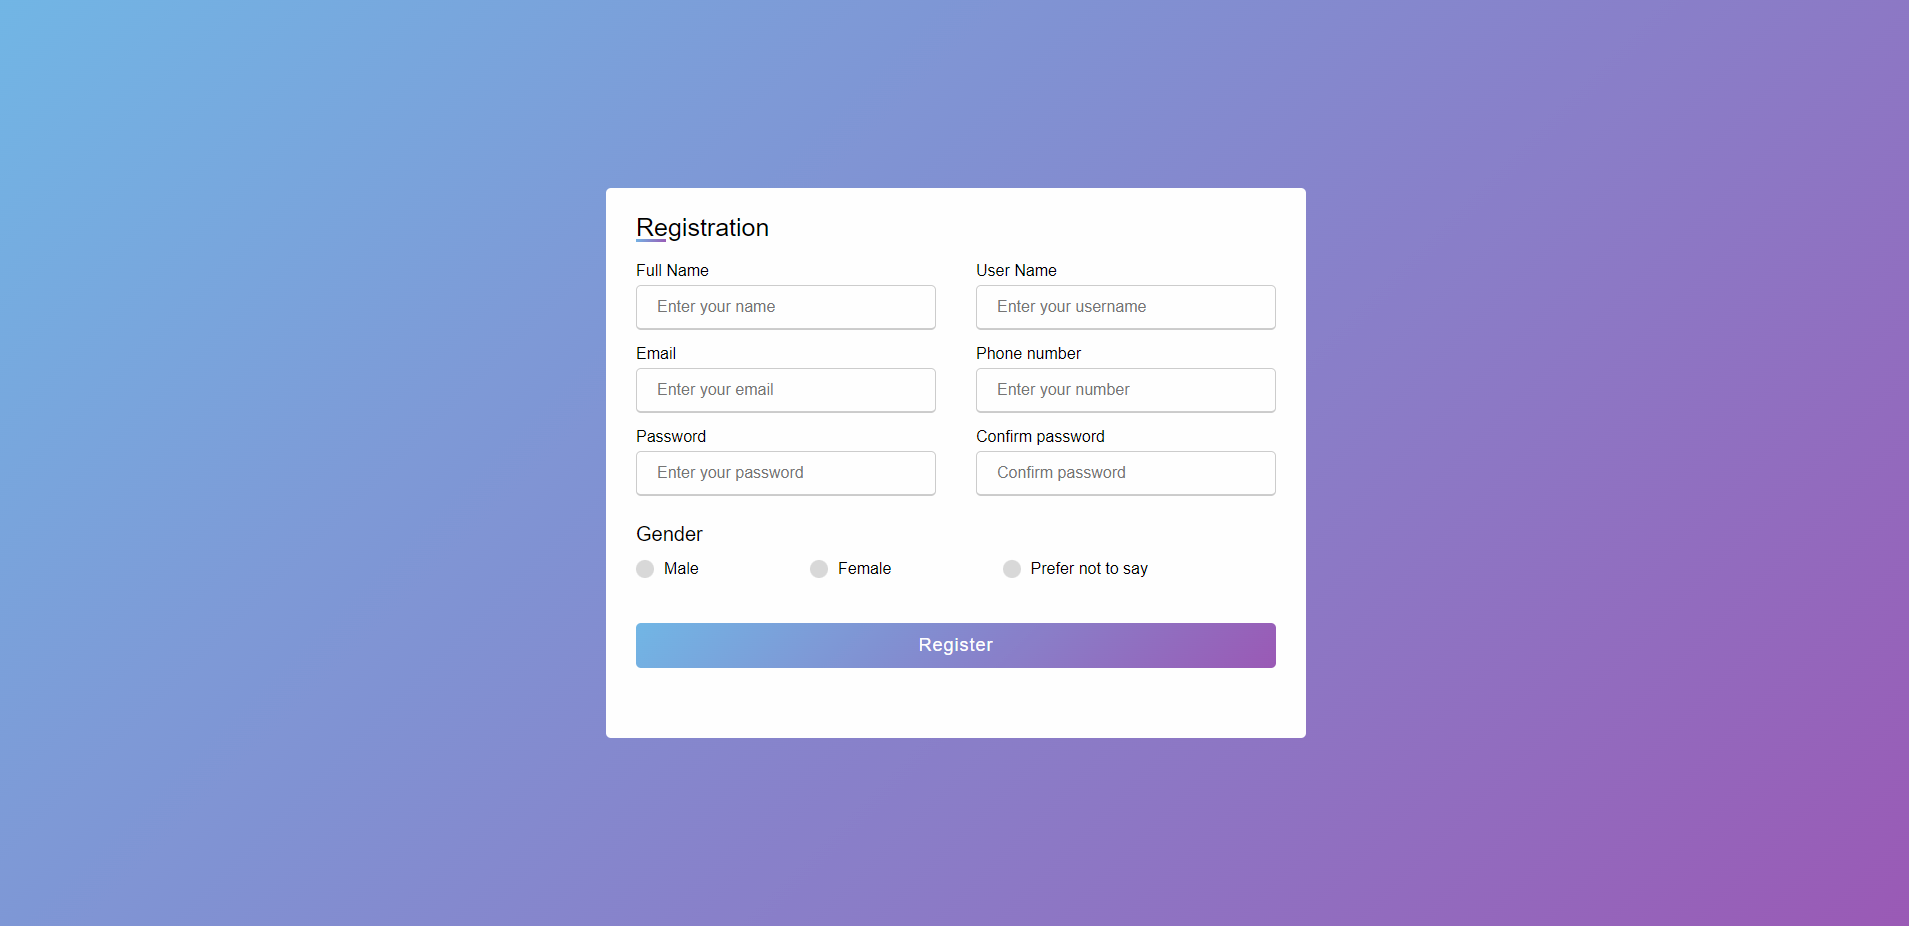 Registration
Full Name
User Name
Enter your name
Enter your username
Email
Phone number
Enter your email
Enter your number
Password
Confirm password
Enter your password
Confirm password
Gender
Male
Female
Prefer not to say
Register